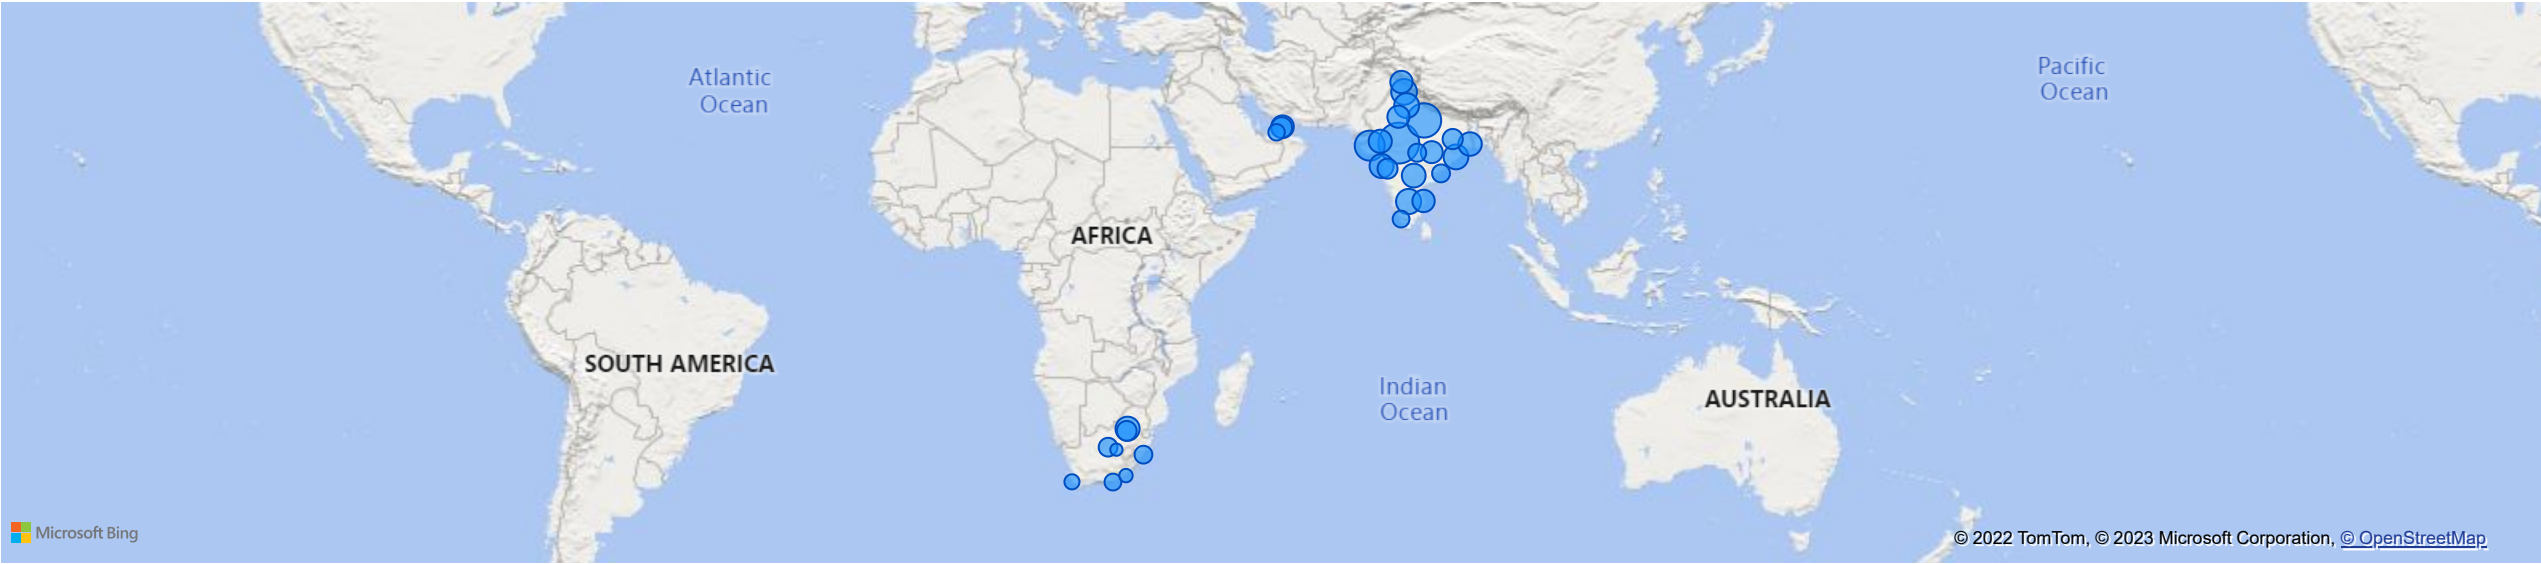 Atlantic
Ocean
Pacific
Ocean
AFRICA
SOUTH AMERICA
Indian
Ocean
AUSTRALIA
Microsoft Bing
© 2022 TomTom, © 2023 Microsoft Corporation, © OpenStreetMap